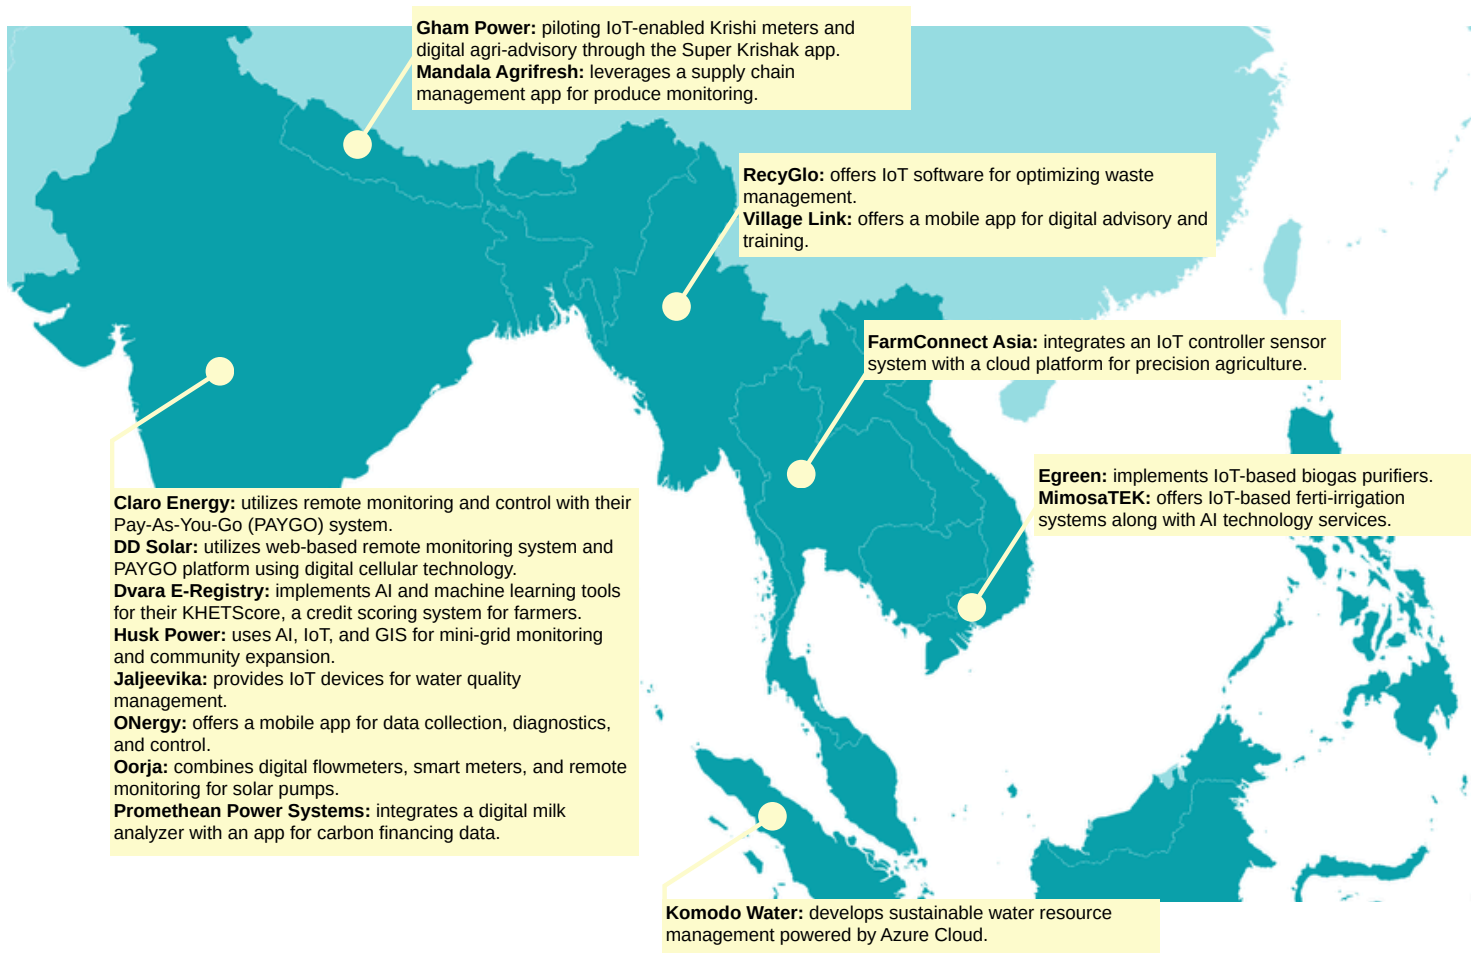 Gham Power: piloting IoT-enabled Krishi meters and
digital agri-advisory through the Super Krishak app.
Mandala Agrifresh: leverages a supply chain
management app for produce monitoring.
RecyGlo: offers IoT software for optimizing waste
management.
Village Link: offers a mobile app for digital advisory and
training.
FarmConnect Asia: integrates an IoT controller sensor
system with a cloud platform for precision agriculture.
Egreen: implements IoT-based biogas purifiers.
MimosaTEK: offers IoT-based ferti-irrigation
systems along with AI technology services.
Claro Energy: utilizes remote monitoring and control with their
Pay-As-You-Go (PAYGO) system.
DD Solar: utilizes web-based remote monitoring system and
PAYGO platform using digital cellular technology.
Dvara E-Registry: implements AI and machine learning tools
for their KHETScore, a credit scoring system for farmers.
Husk Power: uses AI, IoT, and GIS for mini-grid monitoring
and community expansion.
Jaljeevika: provides IoT devices for water quality
management.
ONergy: offers a mobile app for data collection, diagnostics,
and control.
Oorja: combines digital flowmeters, smart meters, and remote
monitoring for solar pumps.
Promethean Power Systems: integrates a digital milk
analyzer with an app for carbon financing data.
Komodo Water: develops sustainable water resource
management powered by Azure Cloud.